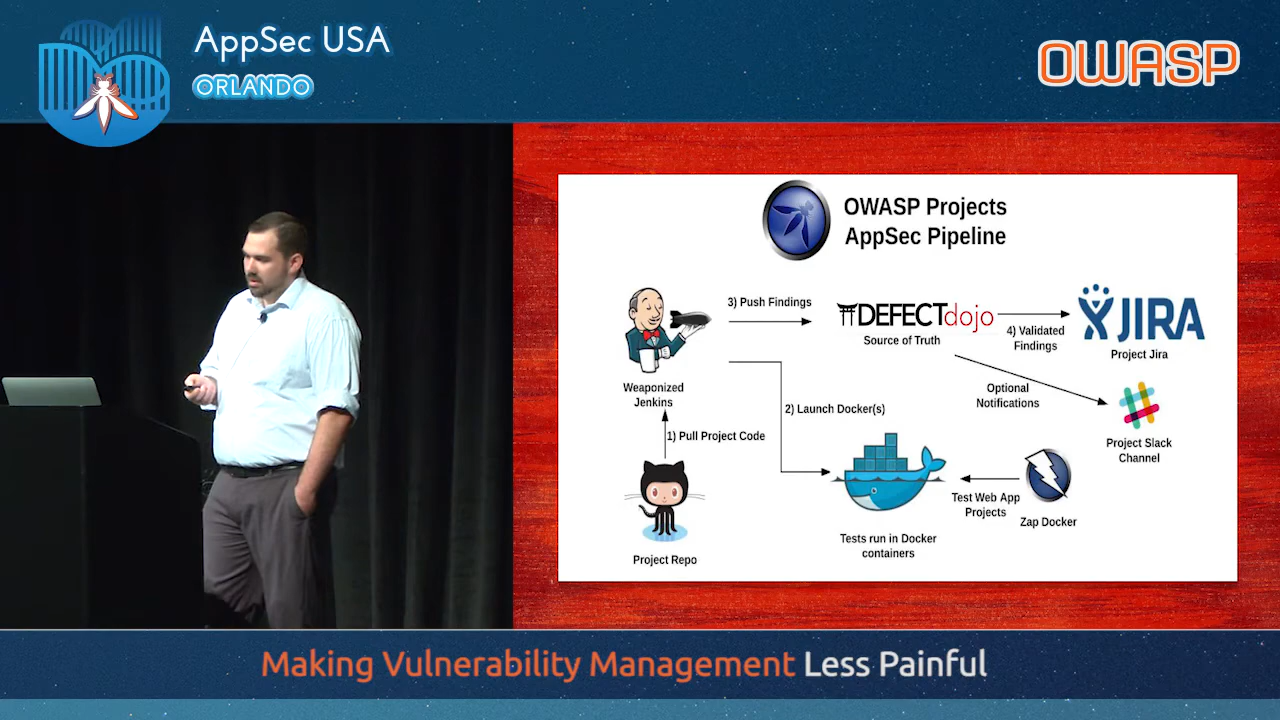 AppSec USA
ORLANDO
OWASP
OWASP Projects
AppSec Pipeline
3) Push Findings
DEFECTdojo
Source of Truth
4) Validated
Findings
JIRA
Project Jira
Weaponized
Jenkins
Optional
Notifications
2) Launch Docker(s)
1) Pull Project Code
Project Slack
Channel
Test Web App
Projects
Zap Docker
Tests run in Docker
containers
Project Repo
Making Vulnerability Management Less Painful